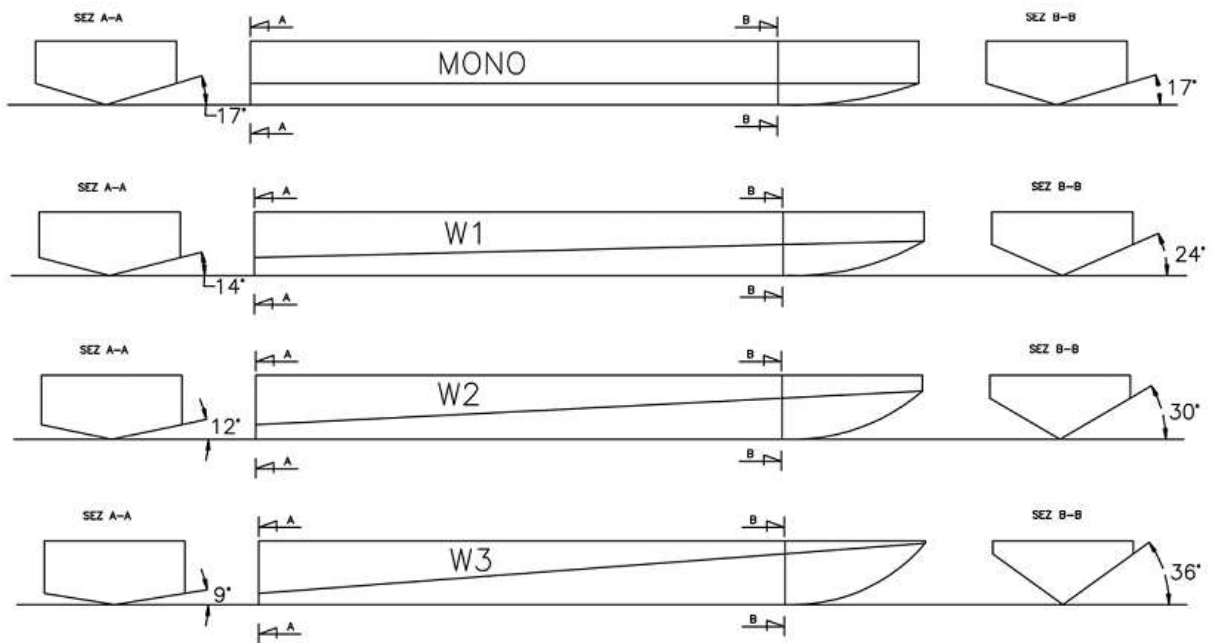 SEZ A-A
A
B
SEZ B-B
MONO
17°
17°
A
B
SEZ A-A
A
B
SEZ B-B
W1
14°
24°
A
B
SEZ A-A
A
B
SEZ B-B
W2
12°
30°
A
B
SEZ A-A
A
B
SEZ B-B
W3
9°
36°
A
B